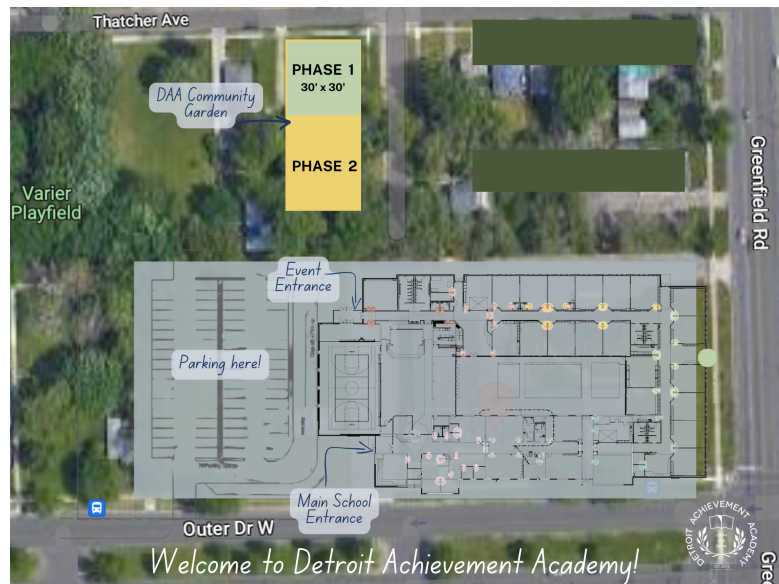 Thatcher Ave
PHASE 1
30' x 30'
DAA Community
Garden
PHASE 2
Greenfield Rd
Varier
Playfield
Event
Entrance
Parking here!
Main School
Entrance
Outer Dr W
DETROIT ACHIEVEMENT ACADEMY
Welcome to Detroit Achievement Academy!
Gre